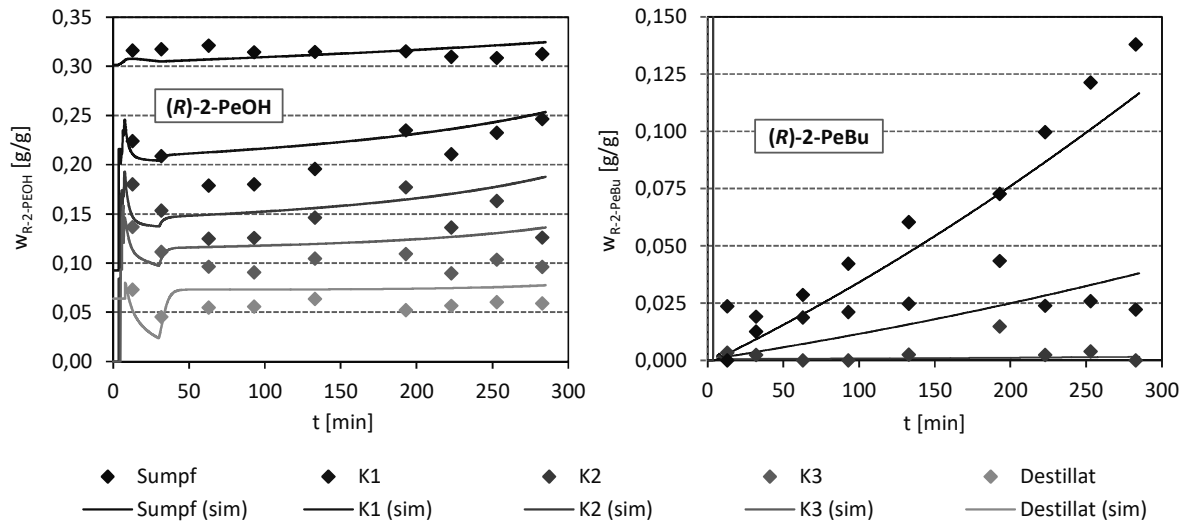 0,35
0,30
0,25
0,20
0,15
0,10
0,05
0,00
w_R-2-PEOH [g/g]
(R)-2-PeOH
0 50 100 150 200 250 300
t [min]
0,150
0,125
0,100
0,075
0,050
0,025
0,000
w_R-2-PeBu [g/g]
(R)-2-PeBu
0 50 100 150 200 250 300
t [min]
Sumpf K1 K2 K3 Destillat
Sumpf (sim) K1 (sim) K2 (sim) K3 (sim) Destillat (sim)